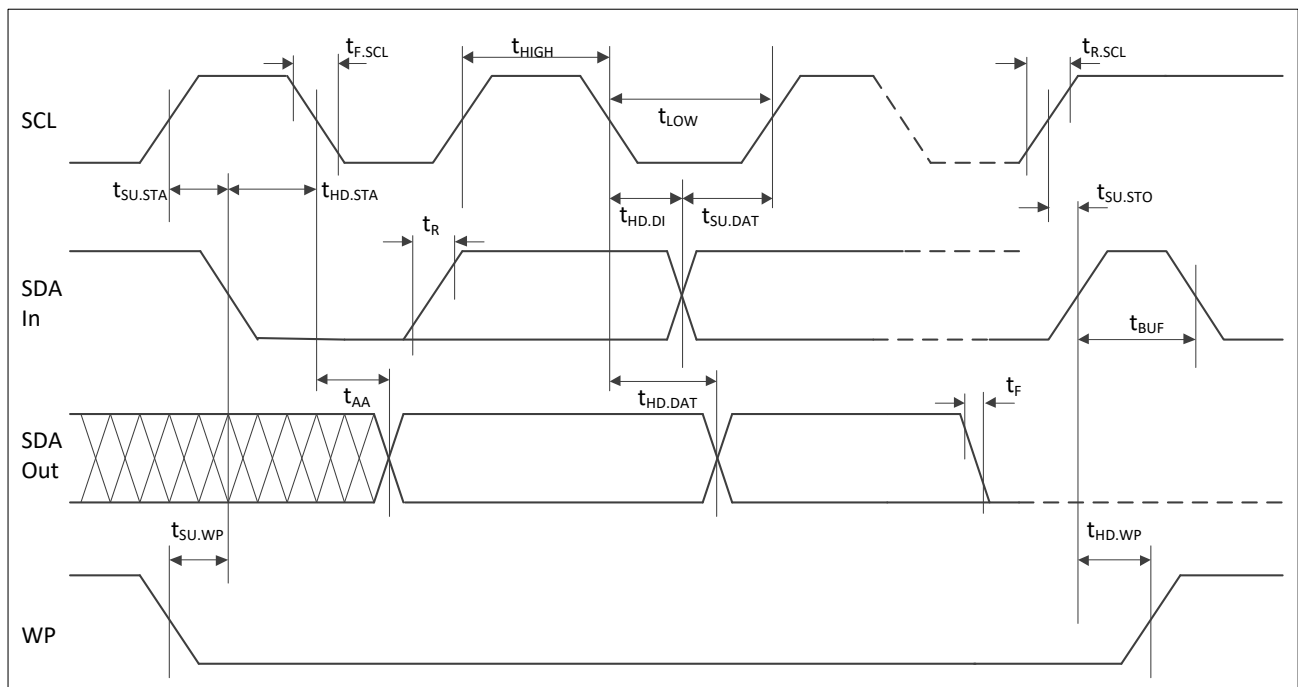 tF.SCL
tHIGH
tR.SCL
SCL
tLOW
tSU.STA
tHD.STA
tHD.DI
tSU.DAT
tSU.STO
tR
SDA
In
tBUF
tAA
tHD.DAT
tF
SDA
Out
tSU.WP
tHD.WP
WP